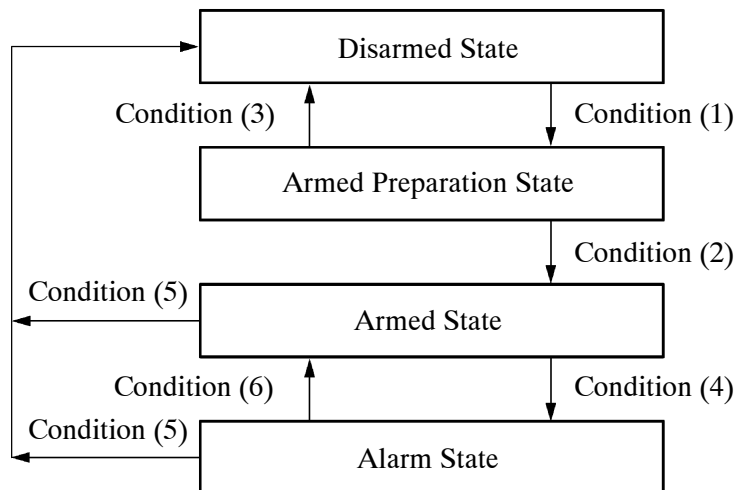 Disarmed State
Condition (3)
Condition (1)
Armed Preparation State
Condition (2)
Condition (5)
Armed State
Condition (6)
Condition (4)
Condition (5)
Alarm State